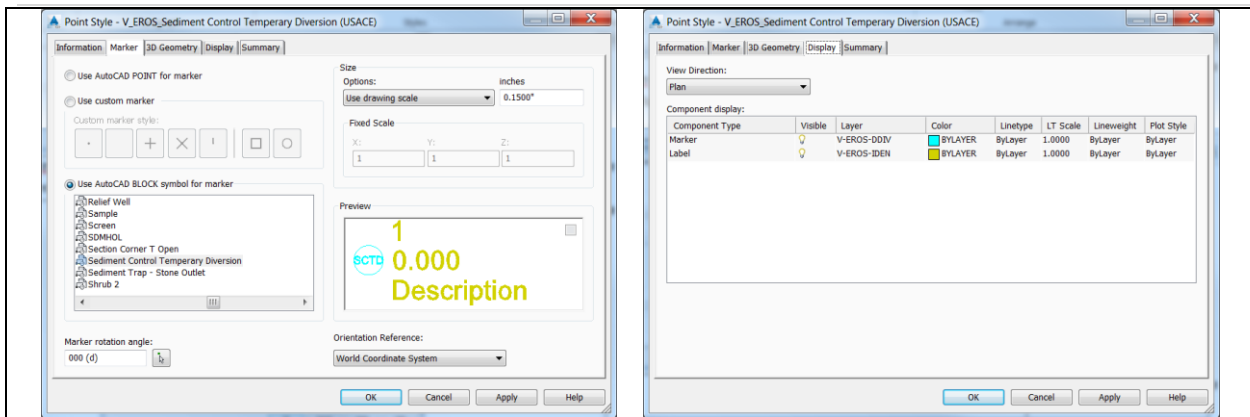 Point Style - V_EROS_Sediment Control Temperary Diversion (USACE)
Information Marker 3D Geometry Display Summary
Use AutoCAD POINT for marker
Use custom marker
Custom marker style:
Use AutoCAD BLOCK symbol for marker
Relief Well
Sample
Screen
SDMHOL
Section Corner T Open
Sediment Control Temperary Diversion
Sediment Trap - Stone Outlet
Shrub 2
Marker rotation angle:
000 (d)
Size
Options: inches
Use drawing scale 0.1500"
Fixed Scale
X: Y: Z:
1 1 1
Preview
1
SCTD 0.000
Description
Orientation Reference:
World Coordinate System
OK Cancel Apply Help
Point Style - V_EROS_Sediment Control Temperary Diversion (USACE)
Information Marker 3D Geometry Display Summary
View Direction:
Plan
Component display:
Component Type Visible Layer Color Linetype LT Scale Lineweight Plot Style
Marker V-EROS-DDIV BYLAYER ByLayer 1.0000 ByLayer ByLayer
Label V-EROS-IDEN BYLAYER ByLayer 1.0000 ByLayer ByLayer
OK Cancel Apply Help